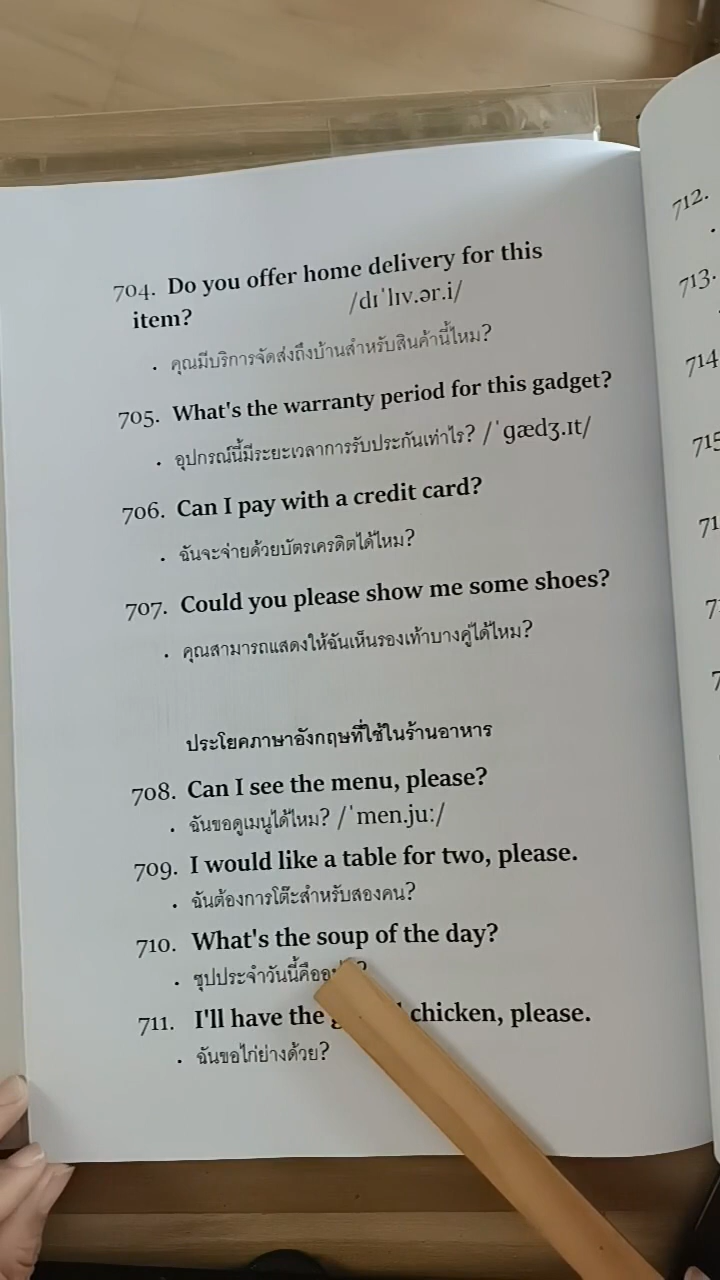 704. Do you offer home delivery for this
item? /dɪˈlɪv.ər.i/
• คุณมีบริการจัดส่งถึงบ้านสำหรับสินค้านี้ไหม?
705. What's the warranty period for this gadget?
• อุปกรณ์นี้มีระยะเวลาการรับประกันเท่าไร? /ˈɡædʒ.ɪt/
706. Can I pay with a credit card?
• ฉันจะจ่ายด้วยบัตรเครดิตได้ไหม?
707. Could you please show me some shoes?
• คุณสามารถแสดงให้ฉันเห็นรองเท้าบางคู่ได้ไหม?
ประโยคภาษาอังกฤษที่ใช้ในร้านอาหาร
708. Can I see the menu, please?
• ฉันขอดูเมนูได้ไหม? /ˈmen.juː/
709. I would like a table for two, please.
• ฉันต้องการโต๊ะสำหรับสองคน?
710. What's the soup of the day?
• ซุปประจำวันนี้คือ
711. I'll have the chicken, please.
• ฉันขอไก่ย่างด้วย?
712.
713.
714
715